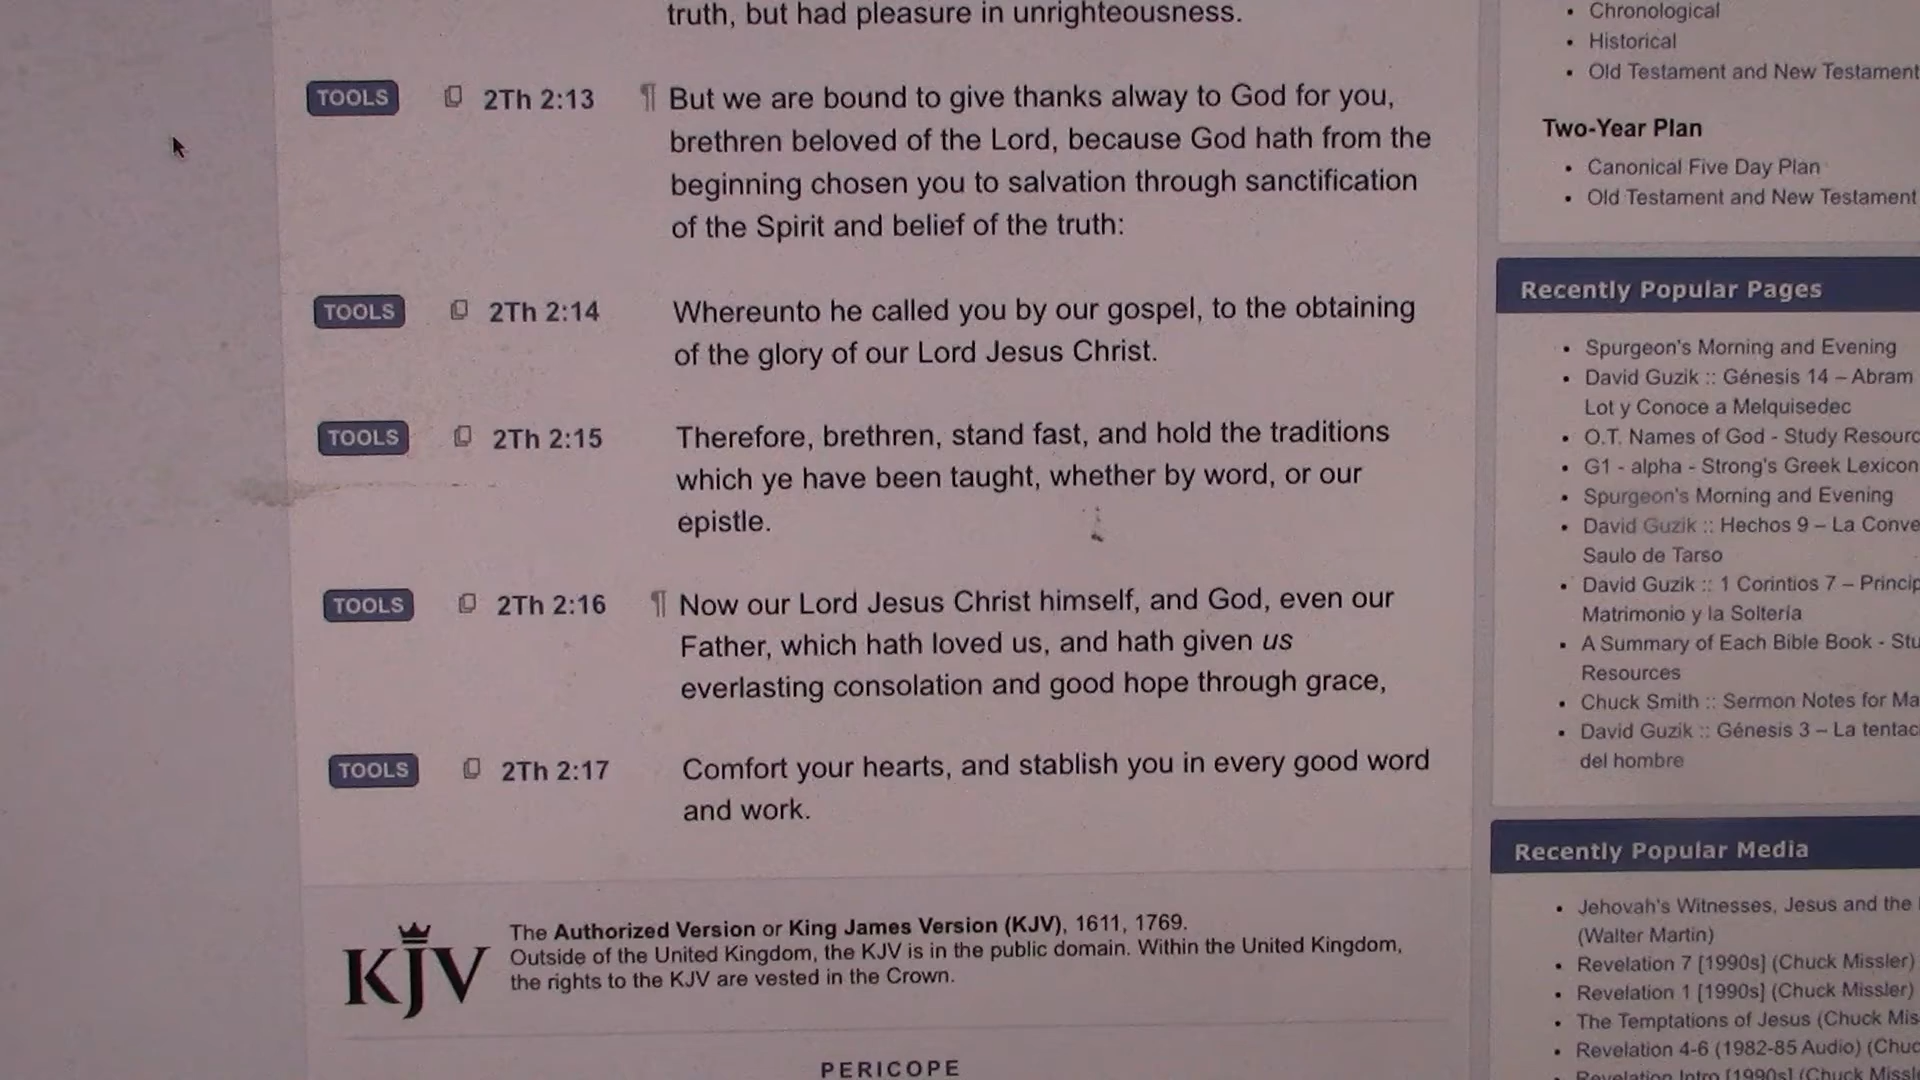 truth, but had pleasure in unrighteousness.
TOOLS 2Th 2:13 ¶ But we are bound to give thanks alway to God for you,
brethren beloved of the Lord, because God hath from the
beginning chosen you to salvation through sanctification
of the Spirit and belief of the truth:
TOOLS 2Th 2:14 Whereunto he called you by our gospel, to the obtaining
of the glory of our Lord Jesus Christ.
TOOLS 2Th 2:15 Therefore, brethren, stand fast, and hold the traditions
which ye have been taught, whether by word, or our
epistle.
TOOLS 2Th 2:16 ¶ Now our Lord Jesus Christ himself, and God, even our
Father, which hath loved us, and hath given us
everlasting consolation and good hope through grace,
TOOLS 2Th 2:17 Comfort your hearts, and stablish you in every good word
and work.
KJV
The Authorized Version or King James Version (KJV), 1611, 1769.
Outside of the United Kingdom, the KJV is in the public domain. Within the United Kingdom,
the rights to the KJV are vested in the Crown.
PERICOPE
• Chronological
• Historical
• Old Testament and New Testament
Two-Year Plan
• Canonical Five Day Plan
• Old Testament and New Testament
Recently Popular Pages
• Spurgeon's Morning and Evening
• David Guzik :: Génesis 14 – Abram
Lot y Conoce a Melquisedec
• O.T. Names of God - Study
• G1 - alpha - Strong's Greek Lexicon
• Spurgeon's Morning and Evening
• David Guzik :: Hechos 9 – La
Saulo de Tarso
• David Guzik :: 1 Corintios 7 –
Matrimonio y la Soltería
• A Summary of Each Bible Book -
Resources
• Chuck Smith :: Sermon Notes for
• David Guzik :: Génesis 3 – La
del hombre
Recently Popular Media
• Jehovah's Witnesses, Jesus and the
(Walter Martin)
• Revelation 7 [1990s] (Chuck Missler)
• Revelation 1 [1990s] (Chuck Missler)
• The Temptations of Jesus (Chuck
• Revelation 4-6 (1982-85 Audio)
Revelation Intro [1990s] (Chuck